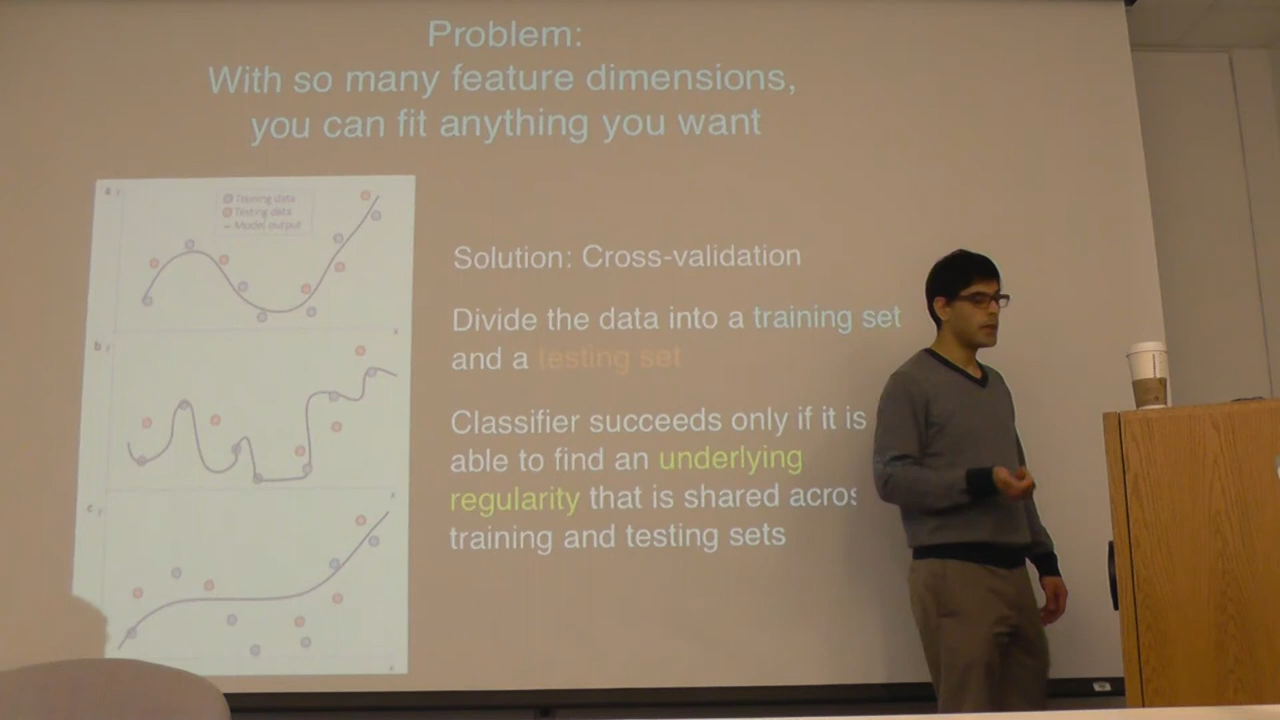 Problem:
With so many feature dimensions,
you can fit anything you want
a y
Training data
Testing data
Model output
x
b y
x
c y
x
Solution: Cross-validation
Divide the data into a training set
and a testing set
Classifier succeeds only if it is
able to find an underlying
regularity that is shared acros
training and testing sets